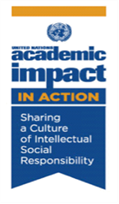 UNITED NATIONS
academic
impact
IN ACTION
Sharing
a Culture
of Intellectual
Social
Responsibility